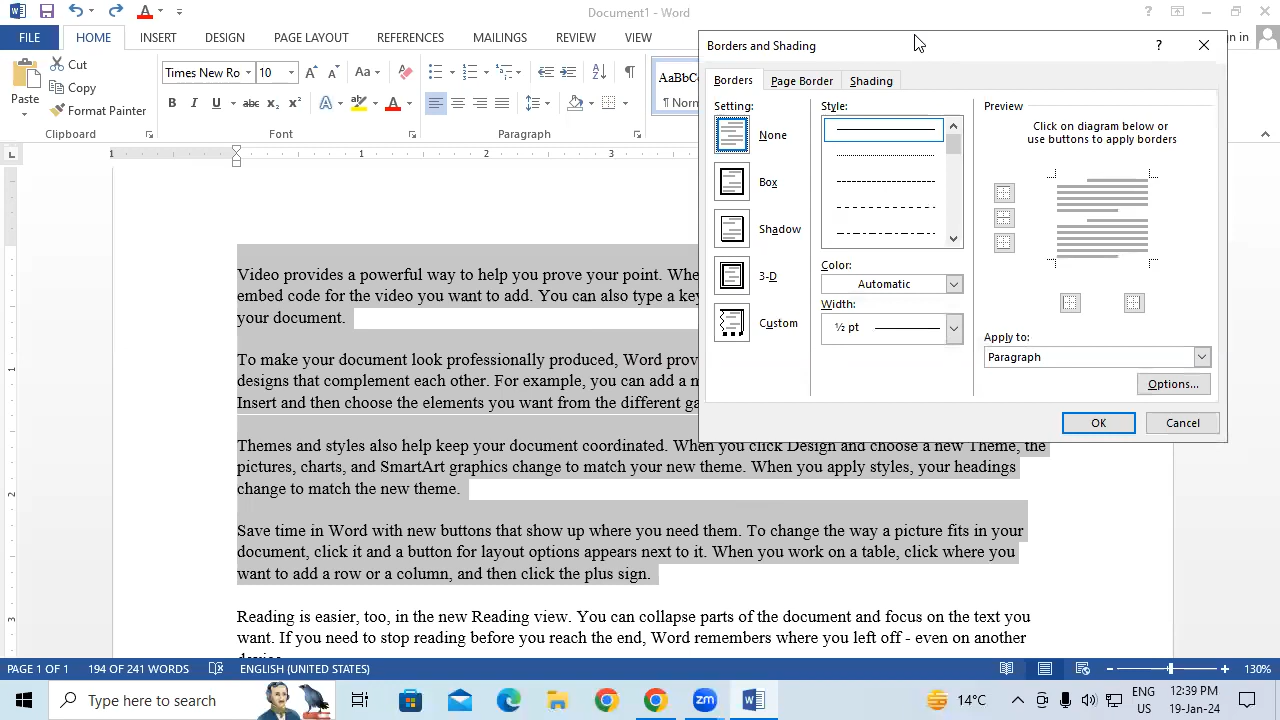 Document1 - Word
FILE HOME INSERT DESIGN PAGE LAYOUT REFERENCES MAILINGS REVIEW VIEW
in
Paste
Cut
Copy
Format Painter
Clipboard
Times New Ro 10
Aa
B I U abc x2 x2 A A
Font
Paragraph
AaBbC
¶ Norm
Borders and Shading
?
Borders Page Border Shading
Setting:
None
Box
Shadow
3-D
Custom
Style:
Color:
Automatic
Width:
½ pt
Preview
Click on diagram below or
use buttons to apply borders
Apply to:
Paragraph
Options...
OK Cancel
1 1 2 3
1
2
3
Video provides a powerful way to help you prove your point.
embed code for the video you want to add. You can also type a
your document.
To make your document look professionally produced, Word
designs that complement each other. For example, you can add a
Insert and then choose the elements you want from the different
Themes and styles also help keep your document coordinated. When you click Design and choose a new Theme, the
pictures, charts, and SmartArt graphics change to match your new theme. When you apply styles, your headings
change to match the new theme.
Save time in Word with new buttons that show up where you need them. To change the way a picture fits in your
document, click it and a button for layout options appears next to it. When you work on a table, click where you
want to add a row or a column, and then click the plus sign.
Reading is easier, too, in the new Reading view. You can collapse parts of the document and focus on the text you
want. If you need to stop reading before you reach the end, Word remembers where you left off - even on another
PAGE 1 OF 1 194 OF 241 WORDS ENGLISH (UNITED STATES) 130%
Type here to search
zm
14°C
ENG
US
12:39 PM
19-Jan-24